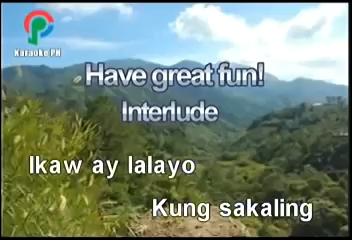 Karaoke PH
Have great fun!
Interlude
Ikaw ay lalayo
Kung sakaling